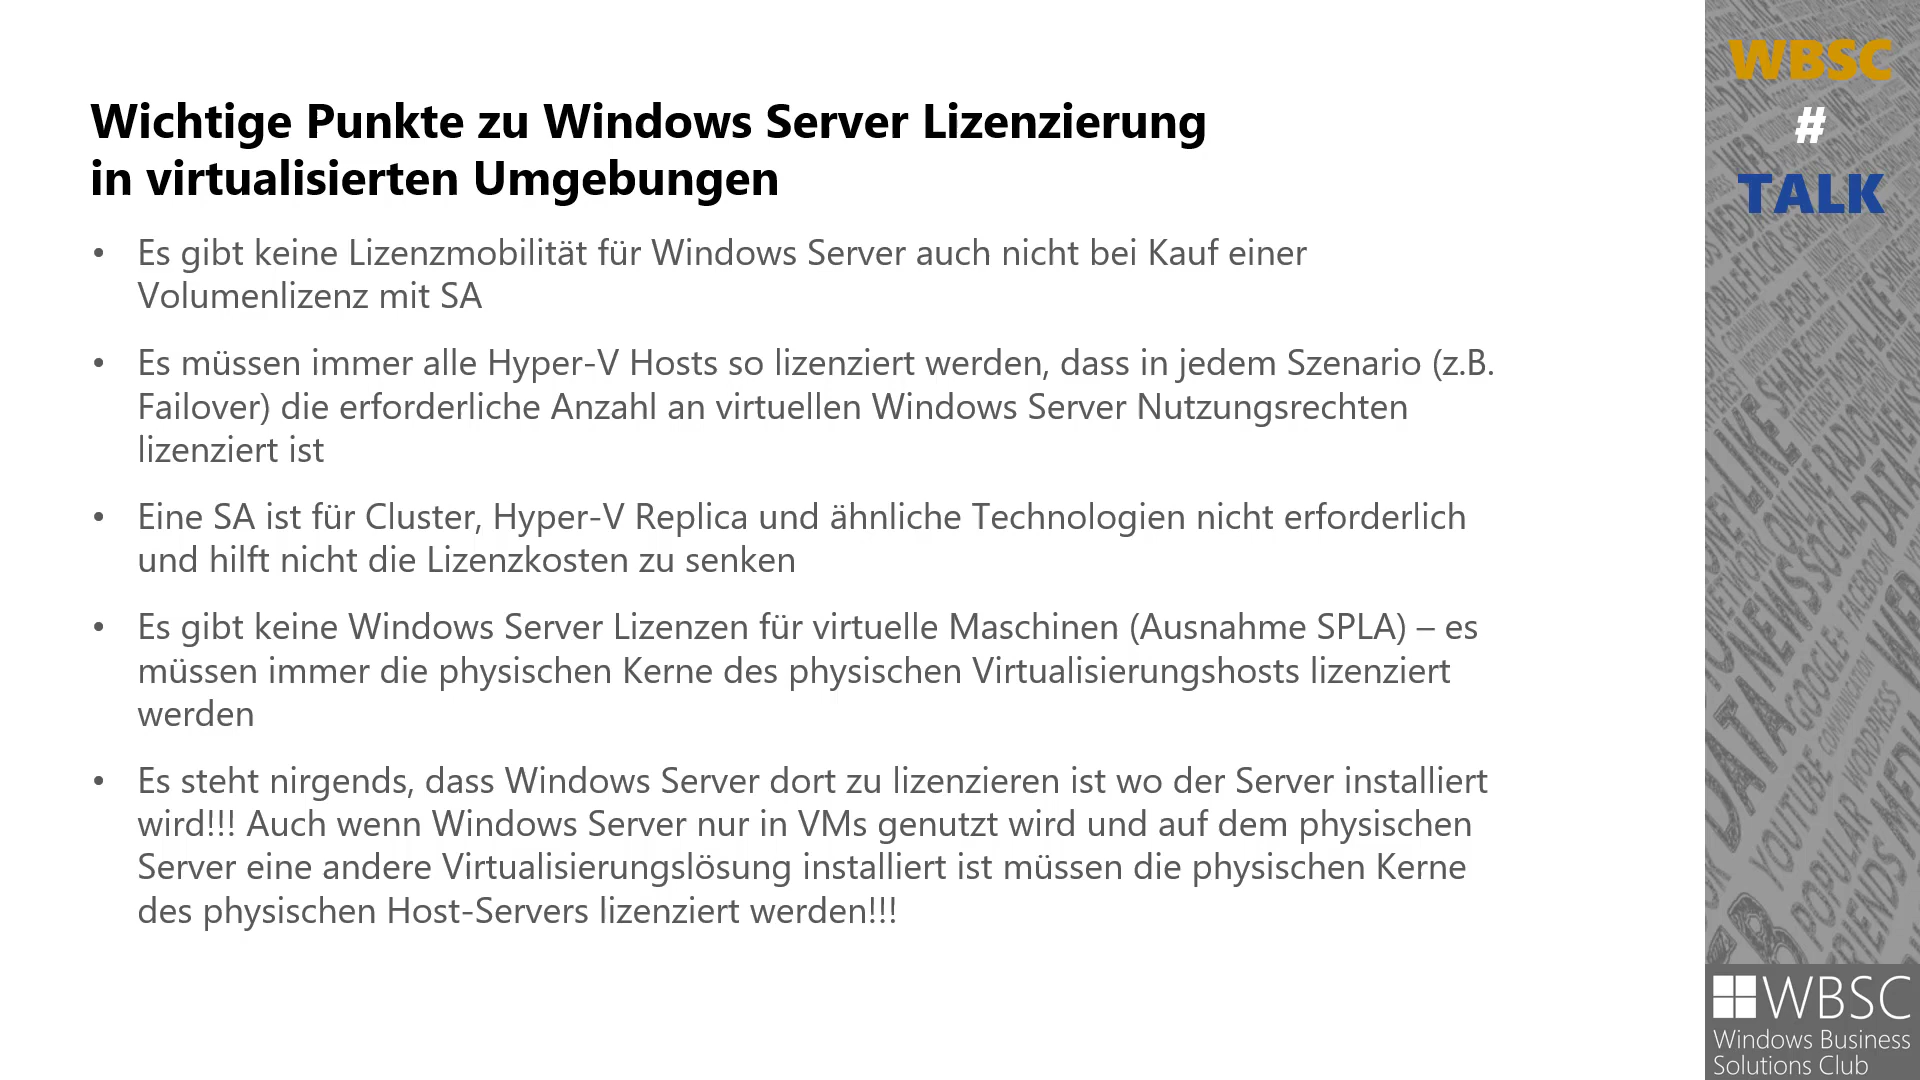 Wichtige Punkte zu Windows Server Lizenzierung
in virtualisierten Umgebungen
• Es gibt keine Lizenzmobilität für Windows Server auch nicht bei Kauf einer
Volumenlizenz mit SA
• Es müssen immer alle Hyper-V Hosts so lizenziert werden, dass in jedem Szenario (z.B.
Failover) die erforderliche Anzahl an virtuellen Windows Server Nutzungsrechten
lizenziert ist
• Eine SA ist für Cluster, Hyper-V Replica und ähnliche Technologien nicht erforderlich
und hilft nicht die Lizenzkosten zu senken
• Es gibt keine Windows Server Lizenzen für virtuelle Maschinen (Ausnahme SPLA) – es
müssen immer die physischen Kerne des physischen Virtualisierungshosts lizenziert
werden
• Es steht nirgends, dass Windows Server dort zu lizenzieren ist wo der Server installiert
wird!!! Auch wenn Windows Server nur in VMs genutzt wird und auf dem physischen
Server eine andere Virtualisierungslösung installiert ist müssen die physischen Kerne
des physischen Host-Servers lizenziert werden!!!
WBSC
#
TALK
WBSC
Windows Business
Solutions Club